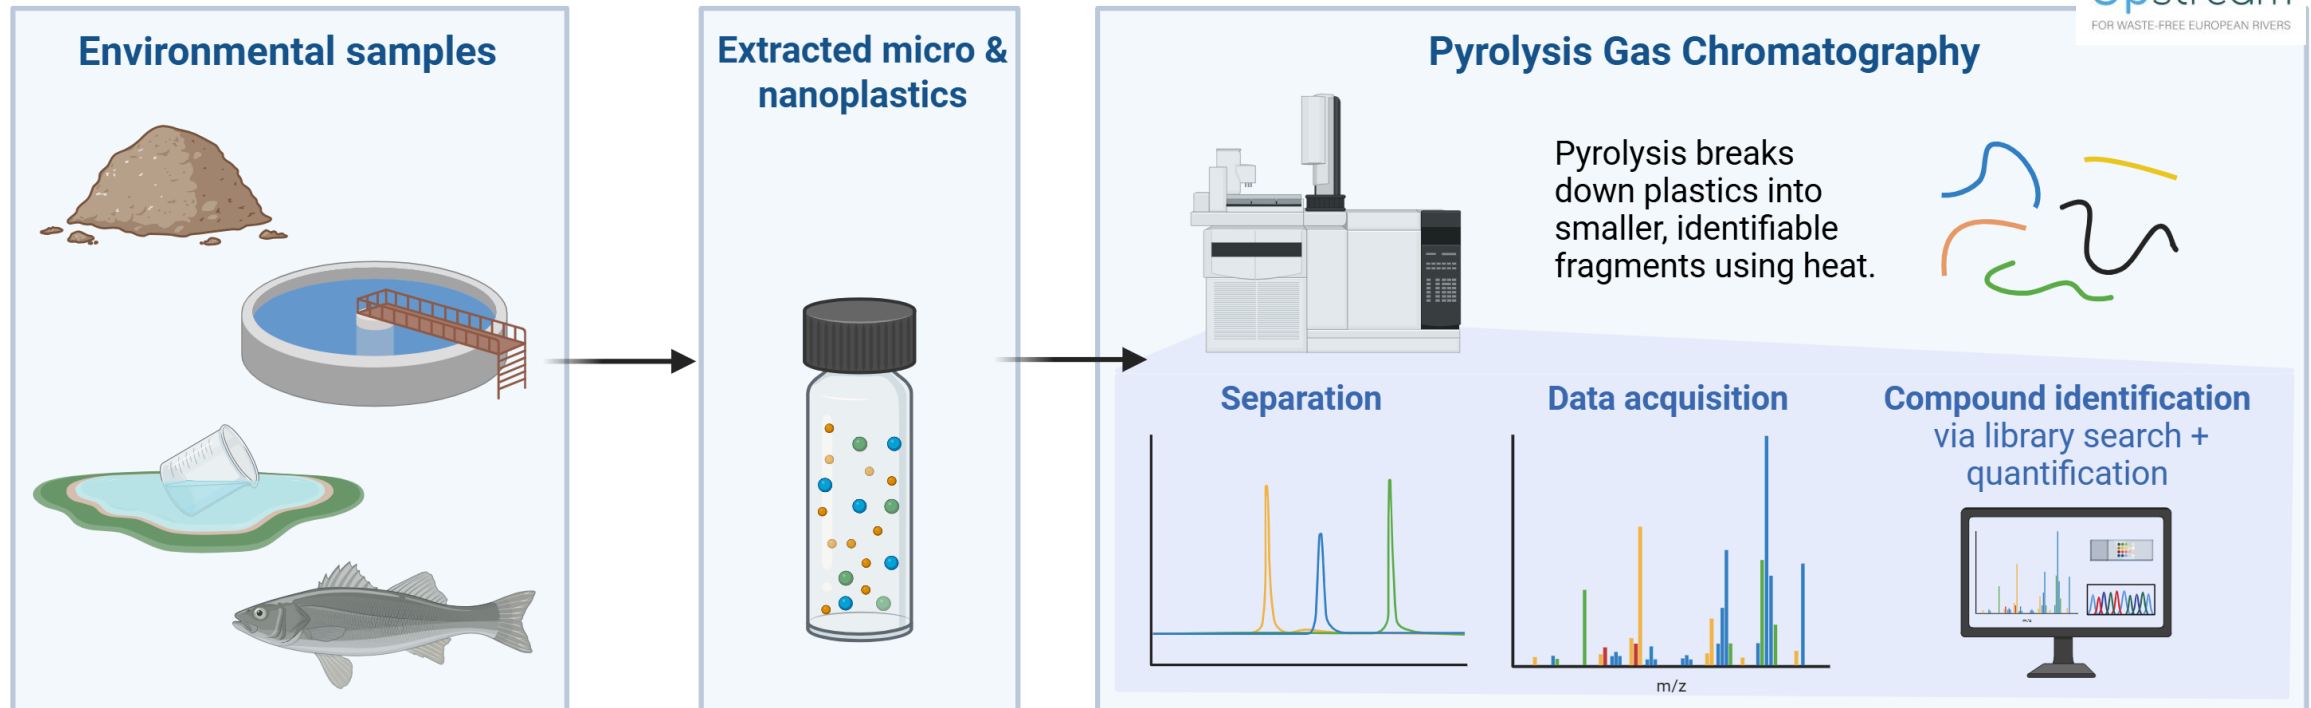 Environmental samples
Extracted micro &
nanoplastics
Pyrolysis Gas Chromatography
FOR WASTE-FREE EUROPEAN RIVERS
Pyrolysis breaks
down plastics into
smaller, identifiable
fragments using heat.
Separation
Data acquisition
m/z
Compound identification
via library search +
quantification
m/z